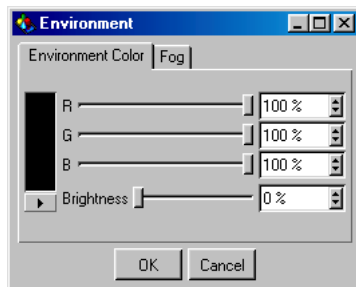 Environment
Environment Color Fog
R 100 %
G 100 %
B 100 %
Brightness 0 %
OK Cancel